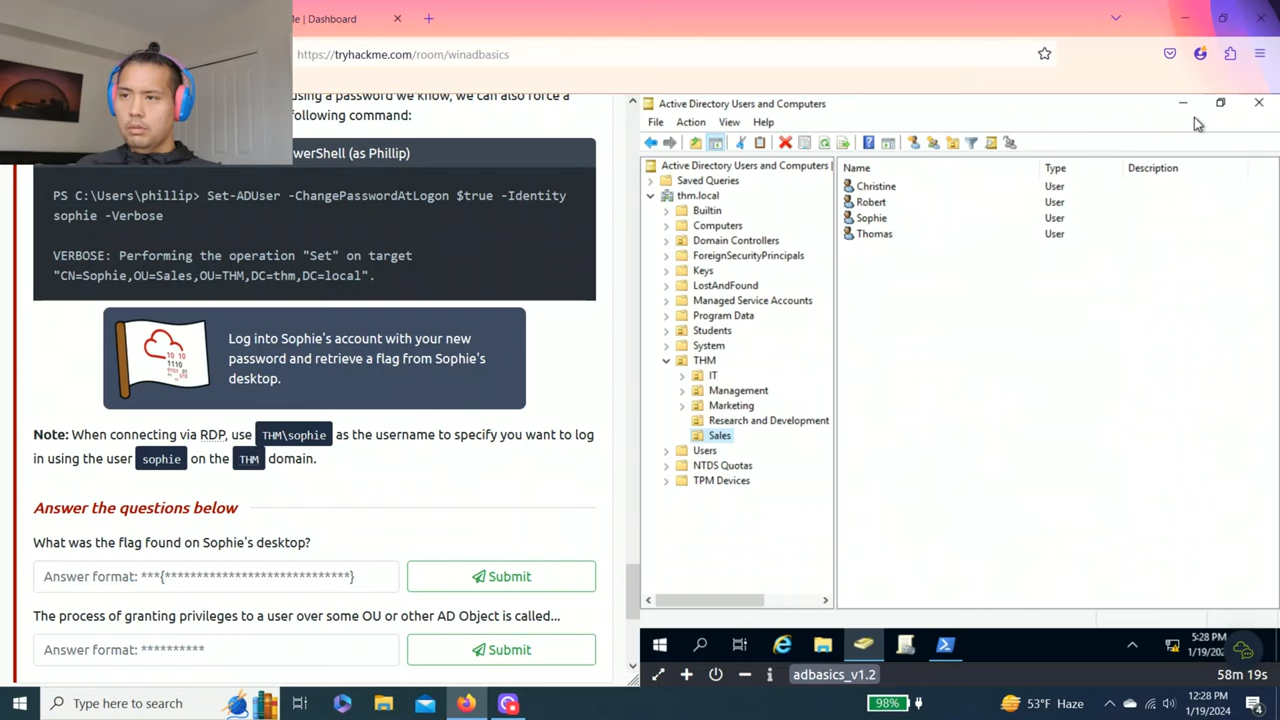 Me | Dashboard
https://tryhackme.com/room/winadbasics
using a password we know, we can also force a
following command:
werShell (as Phillip)
PS C:\Users\phillip> Set-ADUser -ChangePasswordAtLogon $true -Identity
sophie -Verbose
VERBOSE: Performing the operation "Set" on target
"CN=Sophie,OU=Sales,OU=THM,DC=thm,DC=local".
10 10
1110
Log into Sophie's account with your new
password and retrieve a flag from Sophie's
desktop.
Note: When connecting via RDP, use THM\sophie as the username to specify you want to log
in using the user sophie on the THM domain.
Answer the questions below
What was the flag found on Sophie's desktop?
Answer format: ***{****************************} Submit
The process of granting privileges to a user over some OU or other AD Object is called...
Answer format: ********** Submit
Active Directory Users and Computers
File Action View Help
Active Directory Users and Computers
Saved Queries
thm.local
Builtin
Computers
Domain Controllers
ForeignSecurityPrincipals
Keys
LostAndFound
Managed Service Accounts
Program Data
Students
System
THM
IT
Management
Marketing
Research and Development
Sales
Users
NTDS Quotas
TPM Devices
Name Type Description
Christine User
Robert User
Sophie User
Thomas User
5:28 PM
1/19/202
adbasics_v1.2
58m 19s
Type here to search
98%
53°F Haze
12:28 PM
1/19/2024
4